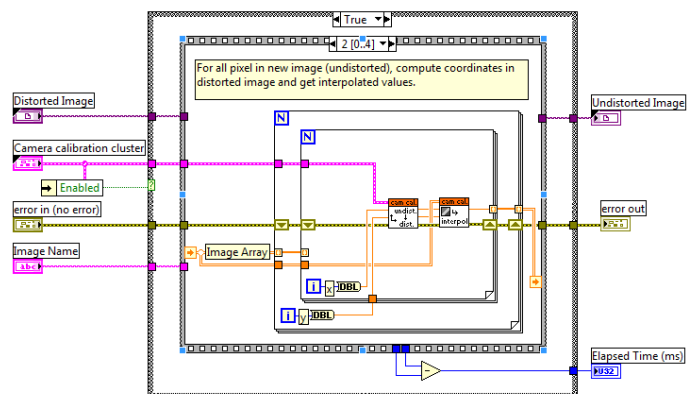 True
2 [0..4]
For all pixel in new image (undistorted), compute coordinates in
distorted image and get interpolated values.
Distorted Image
Undistorted Image
N
N
Camera calibration cluster
Enabled
?
cam cal.
undist.
dist.
cam cal.
interpol
error in (no error)
error out
Image Name
abc
Image Array
i
x
DBL
i
y
DBL
Elapsed Time (ms)
U32